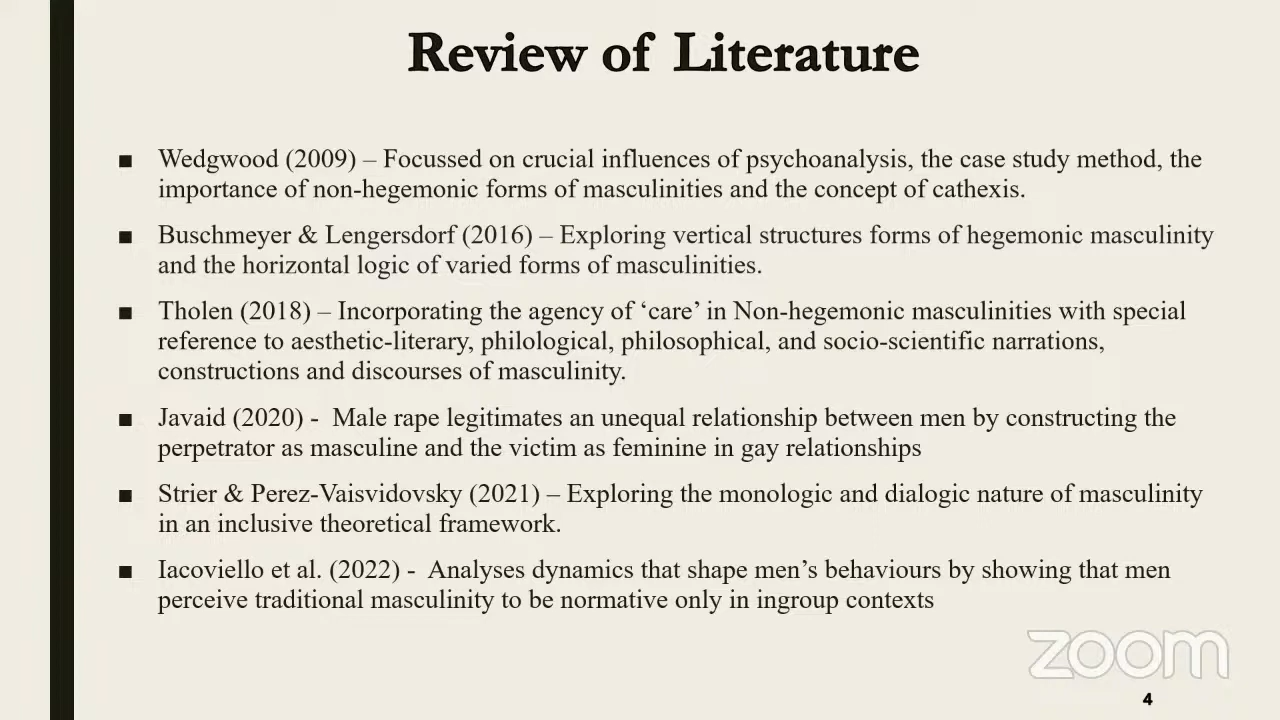 Review of Literature
■ Wedgwood (2009) – Focussed on crucial influences of psychoanalysis, the case study method, the
importance of non-hegemonic forms of masculinities and the concept of cathexis.
■ Buschmeyer & Lengersdorf (2016) – Exploring vertical structures forms of hegemonic masculinity
and the horizontal logic of varied forms of masculinities.
■ Tholen (2018) – Incorporating the agency of ‘care’ in Non-hegemonic masculinities with special
reference to aesthetic-literary, philological, philosophical, and socio-scientific narrations,
constructions and discourses of masculinity.
■ Javaid (2020) - Male rape legitimates an unequal relationship between men by constructing the
perpetrator as masculine and the victim as feminine in gay relationships
■ Strier & Perez-Vaisvidovsky (2021) – Exploring the monologic and dialogic nature of masculinity
in an inclusive theoretical framework.
■ Iacoviello et al. (2022) - Analyses dynamics that shape men’s behaviours by showing that men
perceive traditional masculinity to be normative only in ingroup contexts
zoom
4